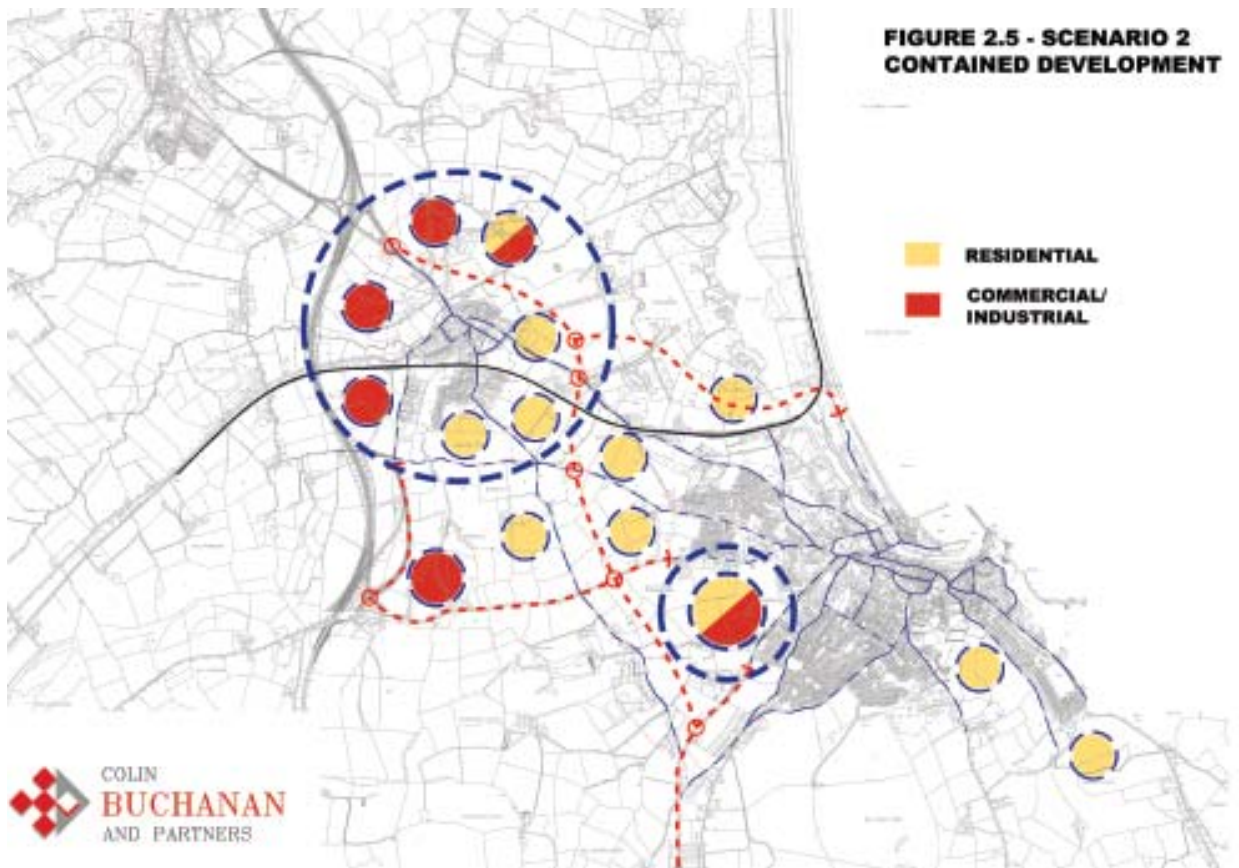 FIGURE 2.5 - SCENARIO 2
CONTAINED DEVELOPMENT
RESIDENTIAL
COMMERCIAL/
INDUSTRIAL
COLIN
BUCHANAN
AND PARTNERS